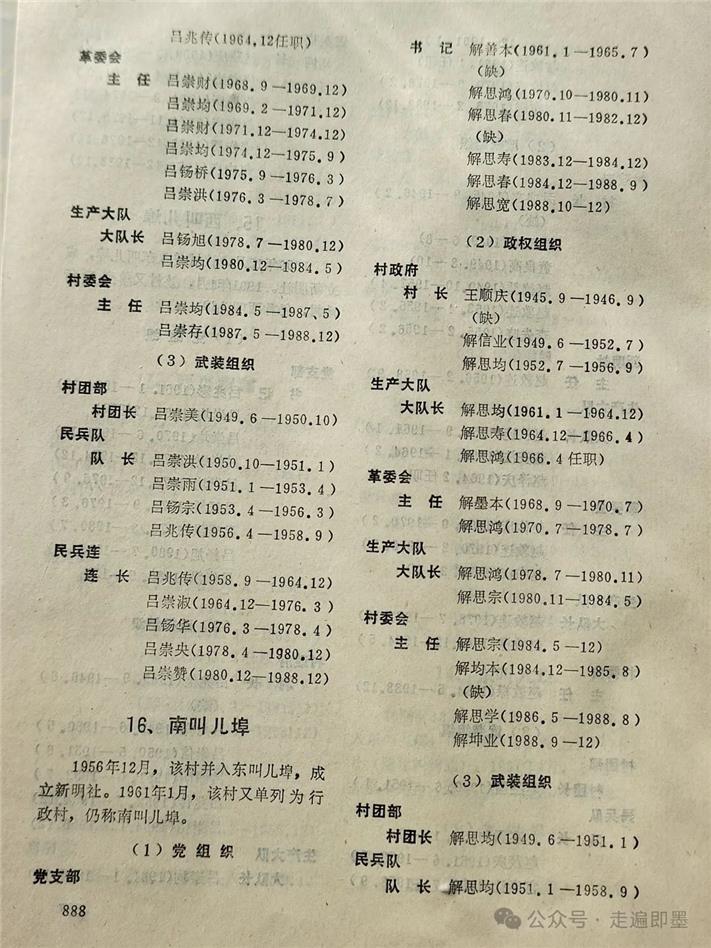 吕兆传(1964.12任职)
革委会
主 任 吕崇财(1968.9—1969.12)
吕崇均(1969.2—1971.12)
吕崇财(1971.12—1974.12)
吕崇均(1974.12—1975.9)
吕钖桥(1975.9—1976.3)
吕崇洪(1976.3—1978.7)
生产大队
大队长 吕钖旭(1978.7—1980.12)
吕崇均(1980.12—1984.5)
村委会
主 任 吕崇均(1984.5—1987、5)
吕崇存(1987.5—1988.12)
(3) 武装组织
村团部
村团长 吕崇美(1949.6—1950.10)
民兵队
队 长 吕崇洪(1950.10—1951.1)
吕崇雨(1951.1—1953.4)
吕钖宗(1953.4—1956.3)
吕兆传(1956.4—1958.9)
民兵连
连 长 吕兆传(1958.9—1964.12)
吕崇淑(1964.12—1976.3)
吕钖华(1976.3—1978.4)
吕崇央(1978.4—1980.12)
吕崇赞(1980.12—1988.12)
16、南叫儿埠
1956年12月，该村并入东叫儿埠，成
立新明社。1961年1月，该村又单列为行
政村，仍称南叫儿埠。
(1) 党组织
党支部
888
书 记 解善本(1961.1—1965.7)
(缺)
解思鸿(1970.10—1980.11)
解思春(1980.11—1982.12)
(缺)
解思寿(1983.12—1984.12)
解思春(1984.12—1988.9)
解思宽(1988.10—12)
(2) 政权组织
村政府
村 长 王顺庆(1945.9—1946.9)
(缺)
解信业(1949.6—1952.7)
解思均(1952.7—1956.9)
生产大队
大队长 解思均(1961.1—1964.12)
解思寿(1964.12—1966.4)
解思鸿(1966.4任职)
革委会
主 任 解墨本(1968.9—1970.7)
解思鸿(1970.7—1978.7)
生产大队
大队长 解思鸿(1978.7—1980.11)
解思宗(1980.11—1984.5)
村委会
主 任 解思宗(1984.5—12)
解均本(1984.12—1985.8)
(缺)
解思学(1986.5—1988.8)
解坤业(1988.9—12)
(3) 武装组织
村团部
村团长 解思均(1949.6—1951.1)
民兵队
队 长 解思均(1951.1—1958.9)
公众号·走遍即墨